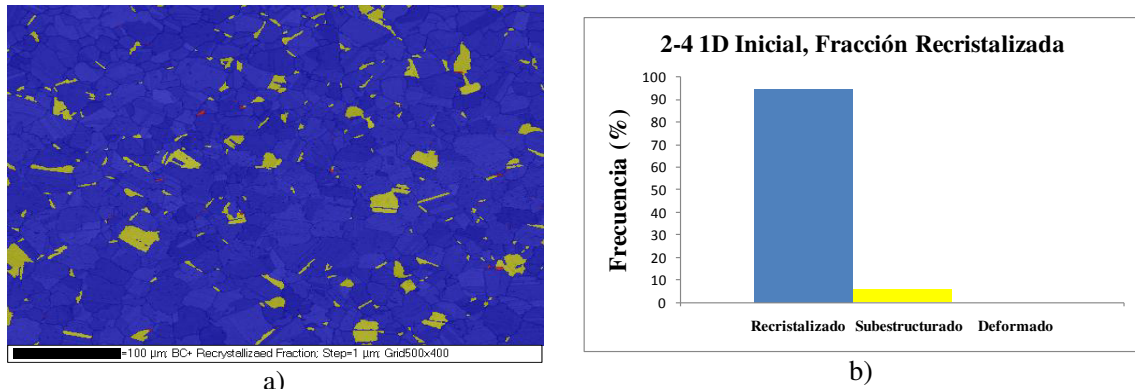 =100 µm; BC+ Recrystallizaed Fraction; Step=1 µm; Grid500x400
a)
2-4 1D Inicial, Fracción Recristalizada
Frecuencia (%)
100
90
80
70
60
50
40
30
20
10
0
Recristalizado Subestructurado Deformado
b)